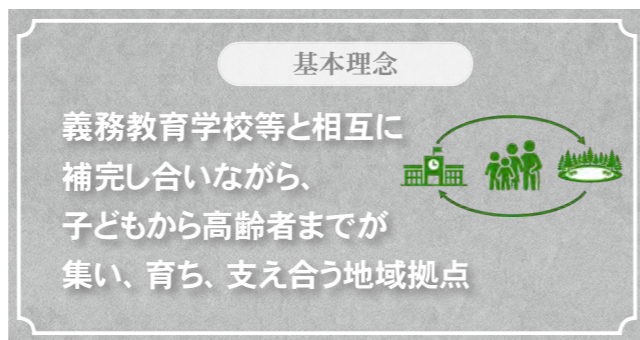 基本理念
義務教育学校等と相互に
補完し合いながら、
子どもから高齢者までが
集い、育ち、支え合う地域拠点